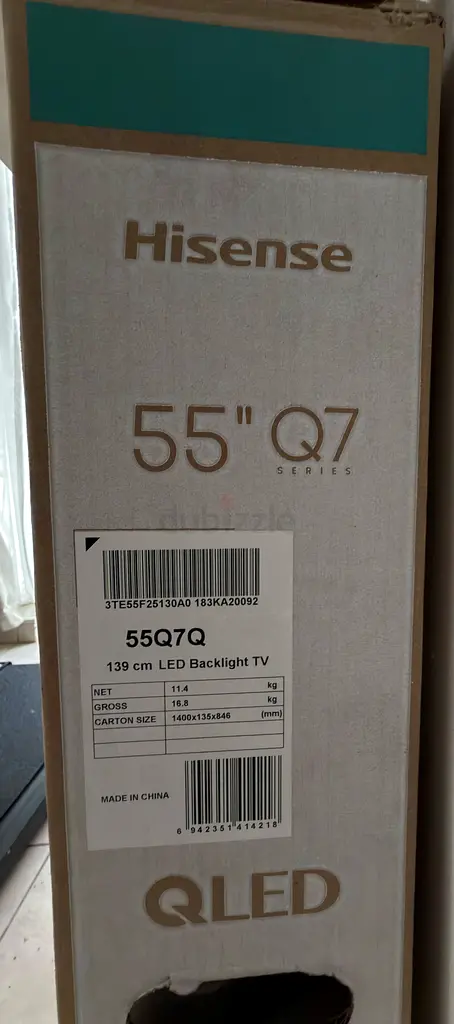 Hisense
55" Q7
SERIES
dubizzle
3TE55F25130A0 183KA20092
55Q7Q
139 cm LED Backlight TV
NET 11.4 kg
GROSS 16.8 kg
CARTON SIZE 1400x135x846 (mm)
MADE IN CHINA
6 942351 414218
QLED